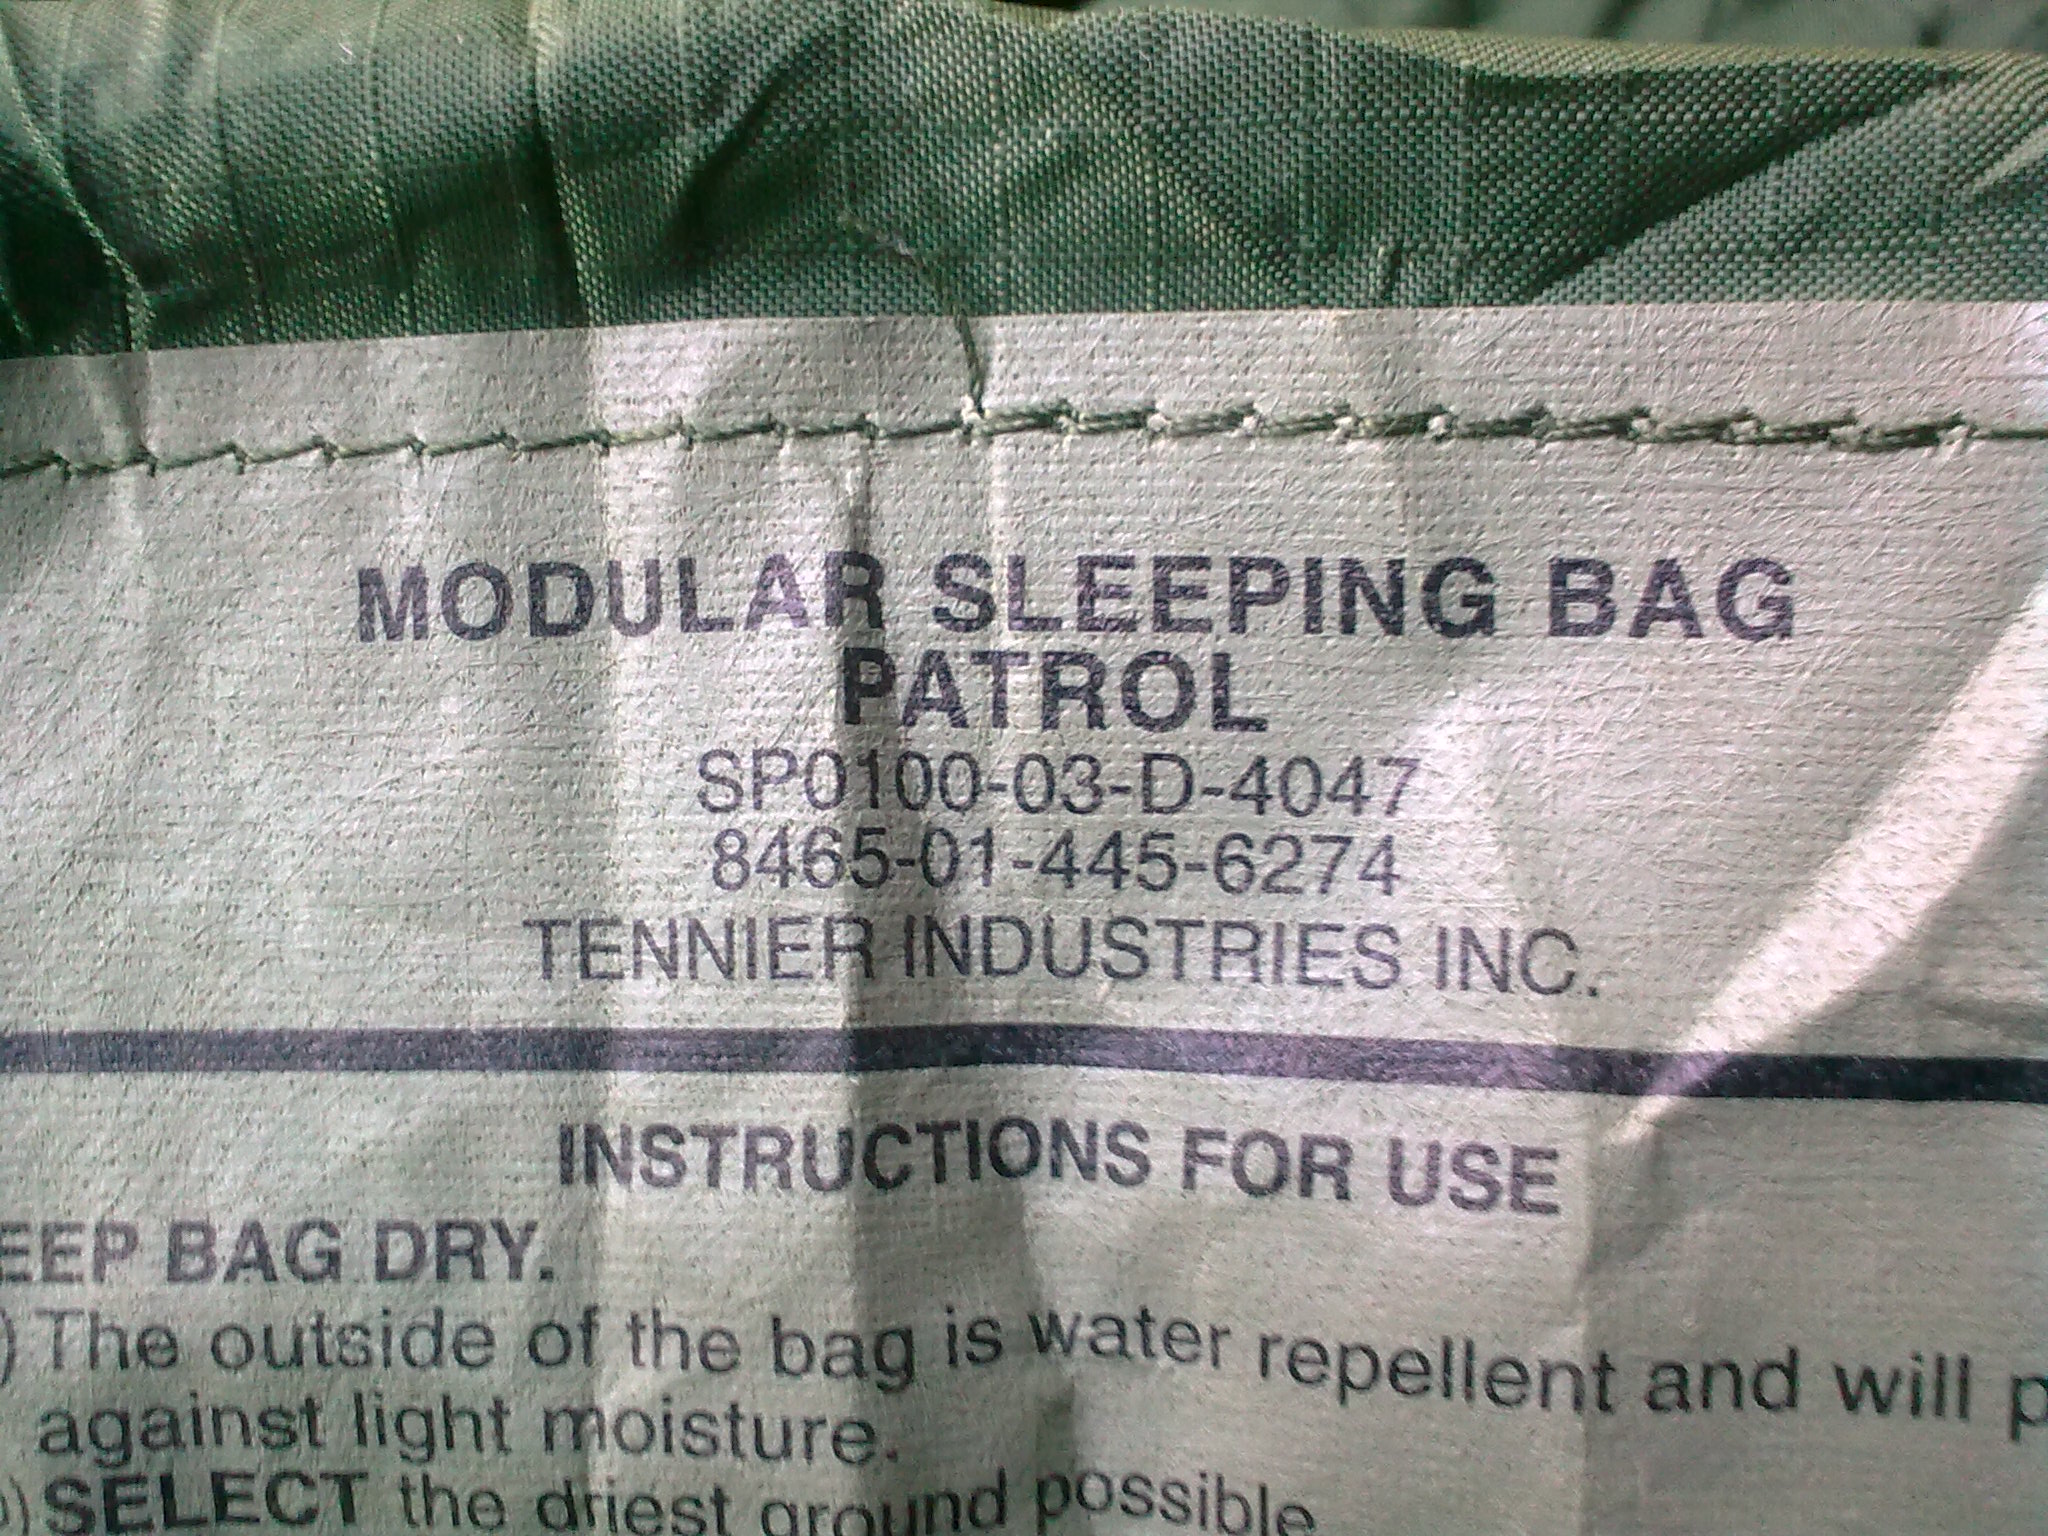 MODULAR SLEEPING BAG
PATROL
SP0100-03-D-4047
8465-01-445-6274
TENNIER INDUSTRIES INC.
INSTRUCTIONS FOR USE
EEP BAG DRY.
) The outside of the bag is water repellent and will p
against light moisture.
) SELECT the driest ground possible